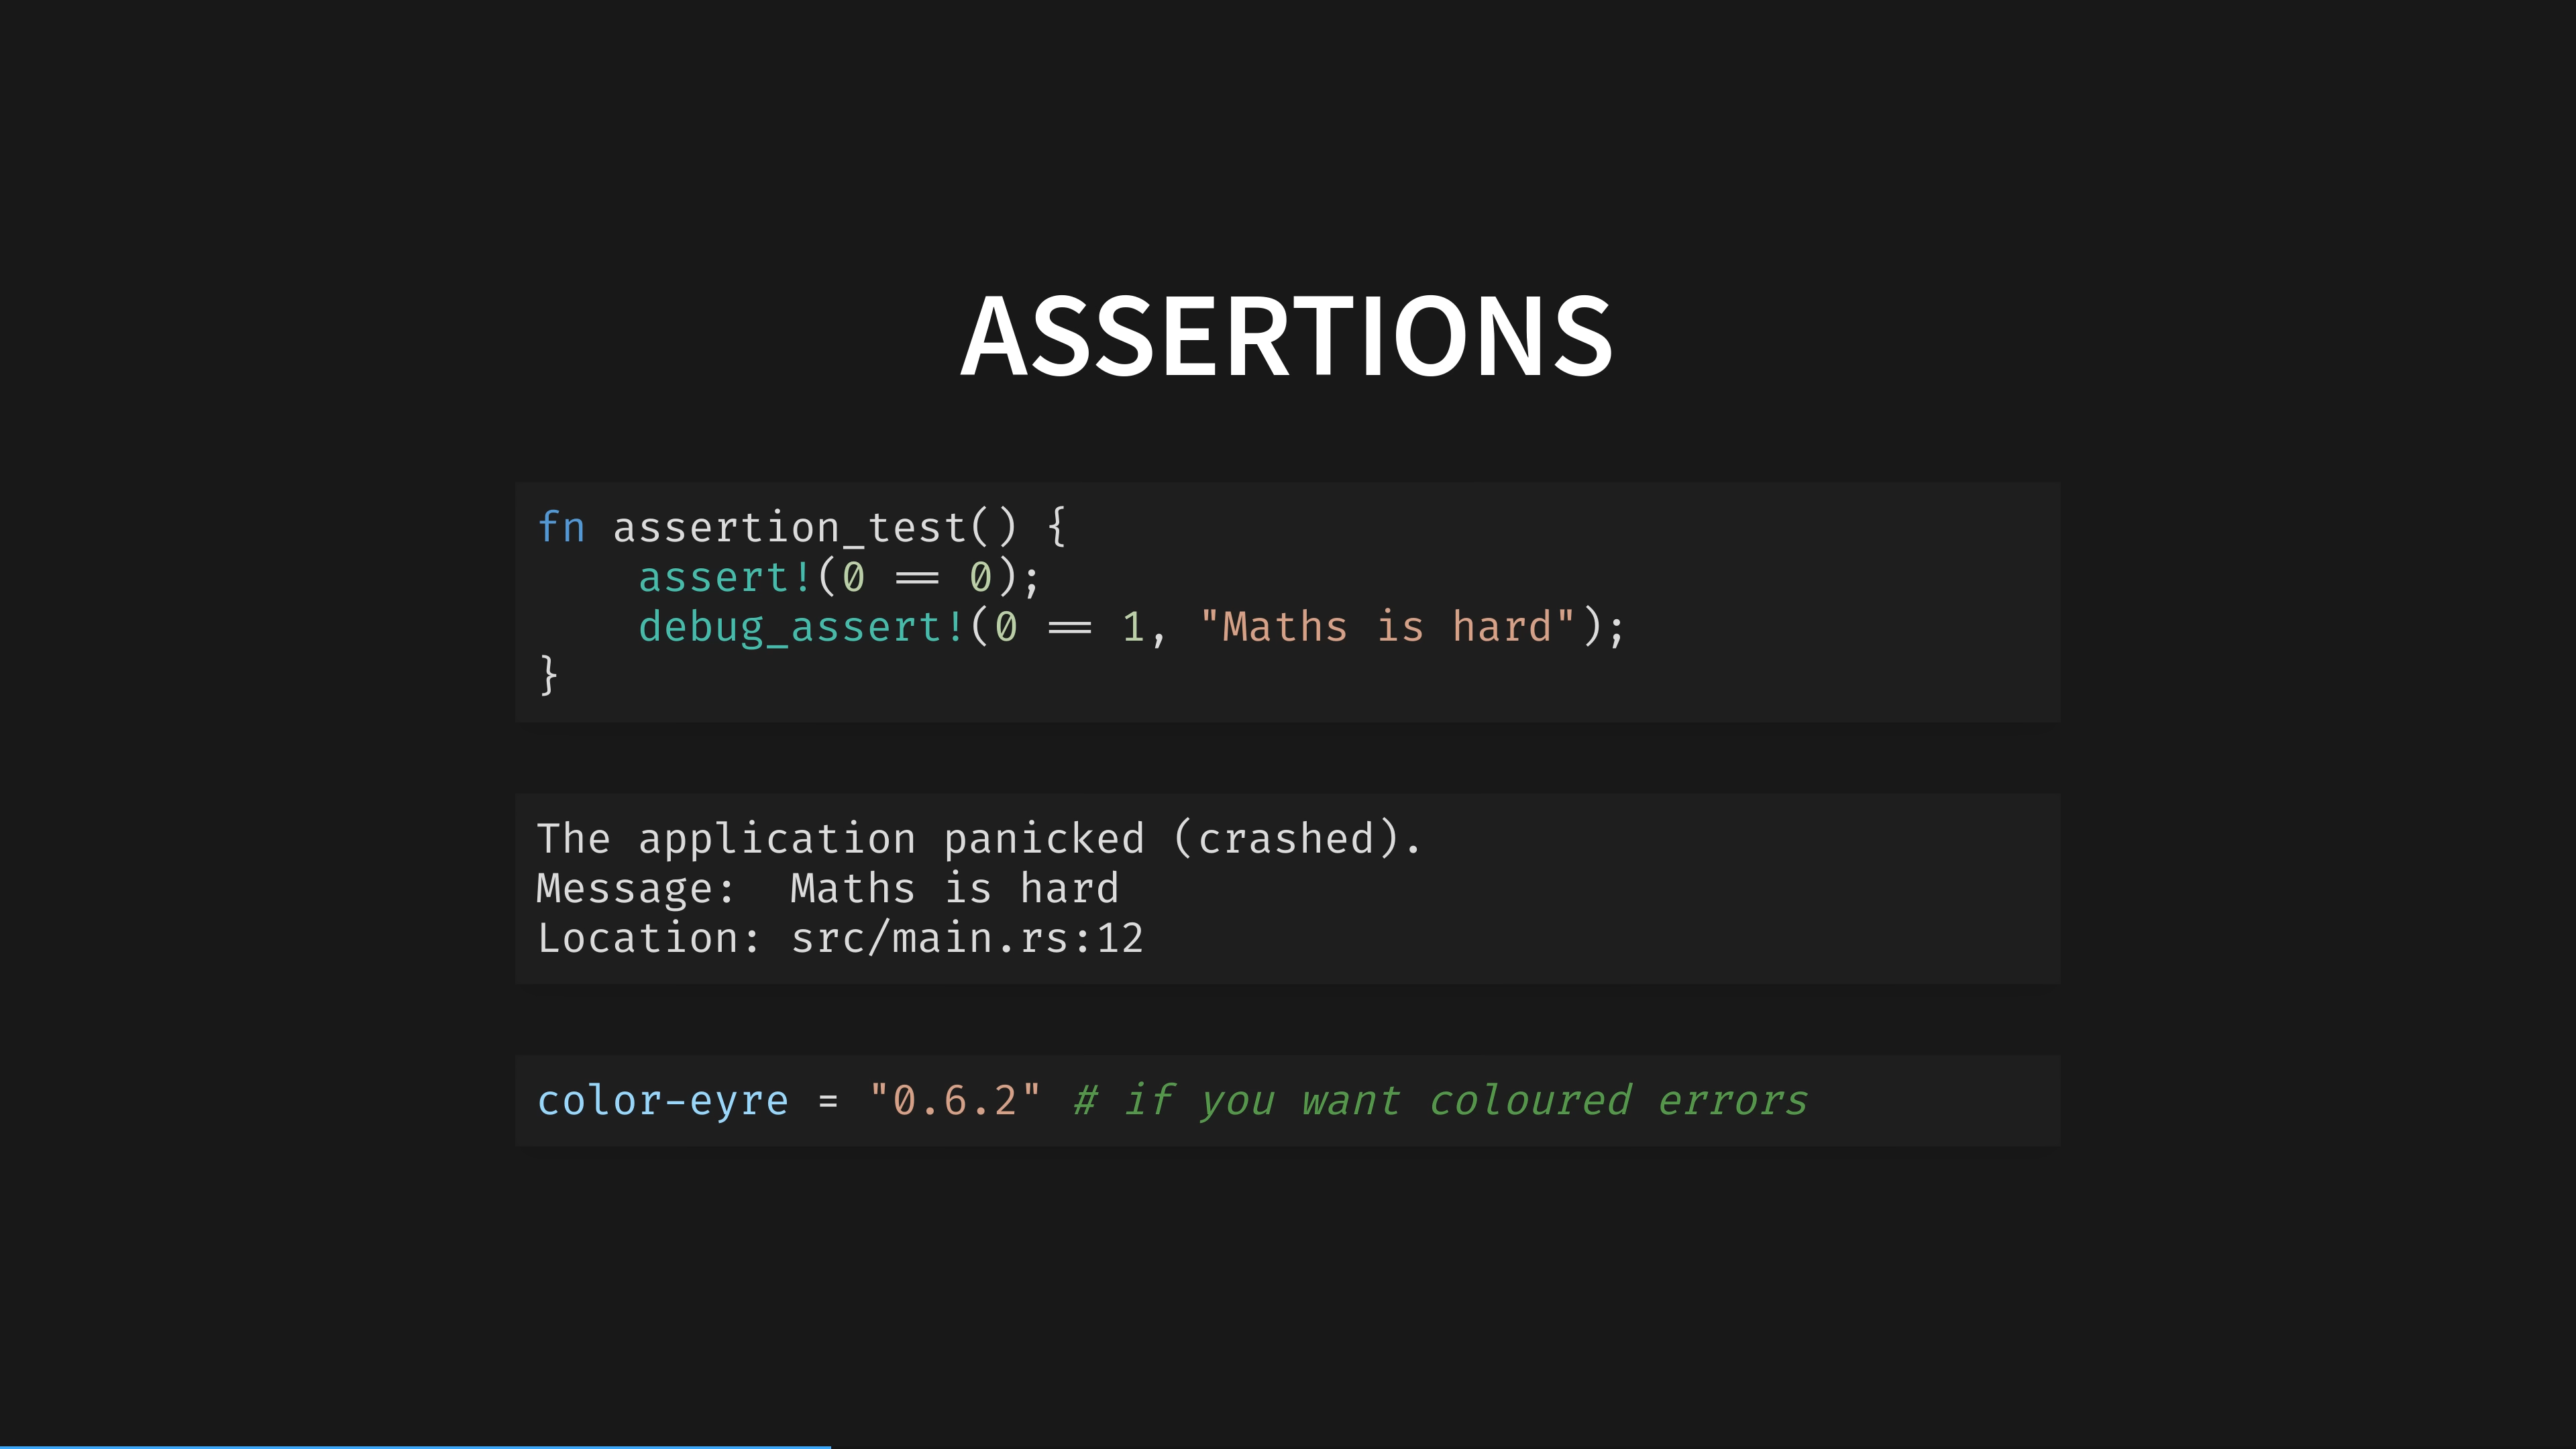 ASSERTIONS
fn assertion_test() {
    assert!(0 == 0);
    debug_assert!(0 == 1, "Maths is hard");
}
The application panicked (crashed).
Message:  Maths is hard
Location: src/main.rs:12
color-eyre = "0.6.2" # if you want coloured errors